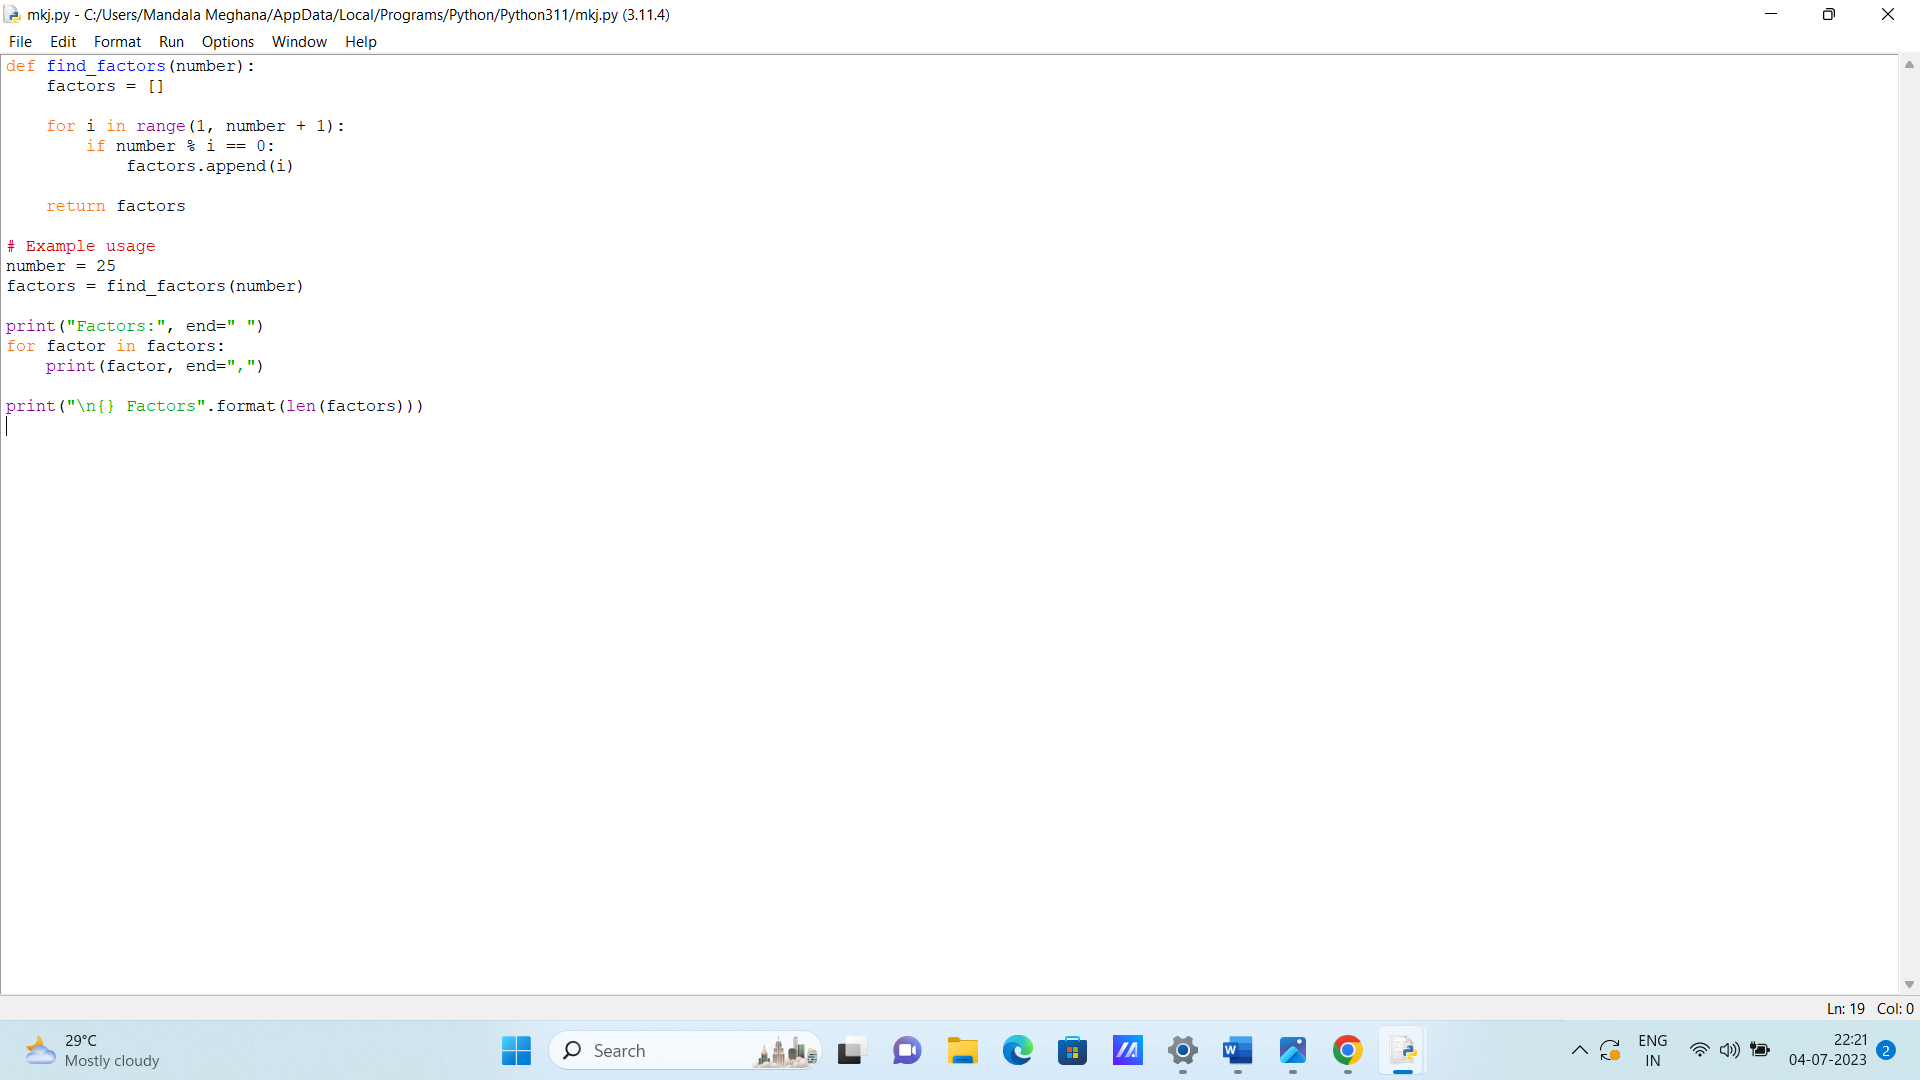 mkj.py - C:/Users/Mandala Meghana/AppData/Local/Programs/Python/Python311/mkj.py (3.11.4)
File Edit Format Run Options Window Help
def find_factors(number):
    factors = []

    for i in range(1, number + 1):
        if number % i == 0:
            factors.append(i)

    return factors

# Example usage
number = 25
factors = find_factors(number)

print("Factors:", end=" ")
for factor in factors:
    print(factor, end=",")

print("\n{} Factors".format(len(factors)))
Ln: 19 Col: 0
29°C
Mostly cloudy
Search
ENG
IN
22:21
04-07-2023
2